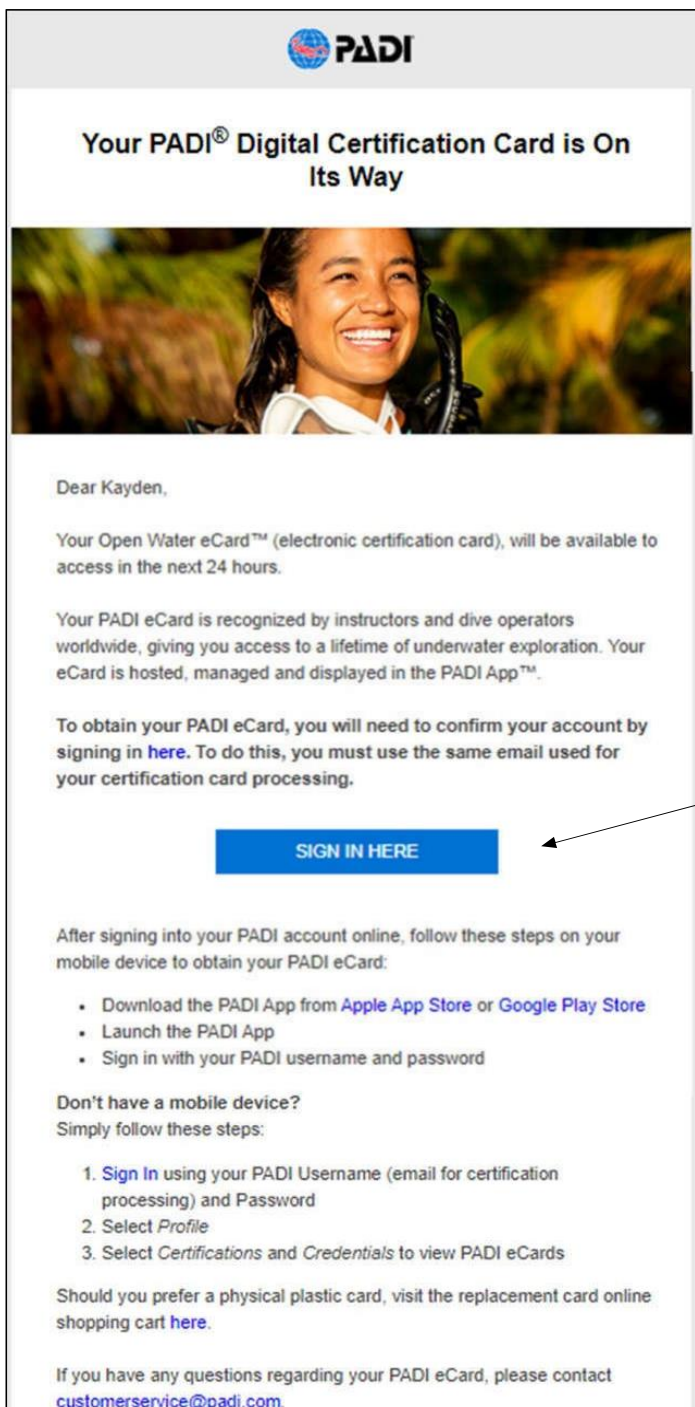 PADI
Your PADI® Digital Certification Card is On
Its Way
Dear Kayden,
Your Open Water eCard™ (electronic certification card), will be available to
access in the next 24 hours.
Your PADI eCard is recognized by instructors and dive operators
worldwide, giving you access to a lifetime of underwater exploration. Your
eCard is hosted, managed and displayed in the PADI App™.
To obtain your PADI eCard, you will need to confirm your account by
signing in here. To do this, you must use the same email used for
your certification card processing.
SIGN IN HERE
After signing into your PADI account online, follow these steps on your
mobile device to obtain your PADI eCard:
• Download the PADI App from Apple App Store or Google Play Store
• Launch the PADI App
• Sign in with your PADI username and password
Don't have a mobile device?
Simply follow these steps:
1. Sign In using your PADI Username (email for certification
processing) and Password
2. Select Profile
3. Select Certifications and Credentials to view PADI eCards
Should you prefer a physical plastic card, visit the replacement card online
shopping cart here.
If you have any questions regarding your PADI eCard, please contact
customerservice@padi.com.